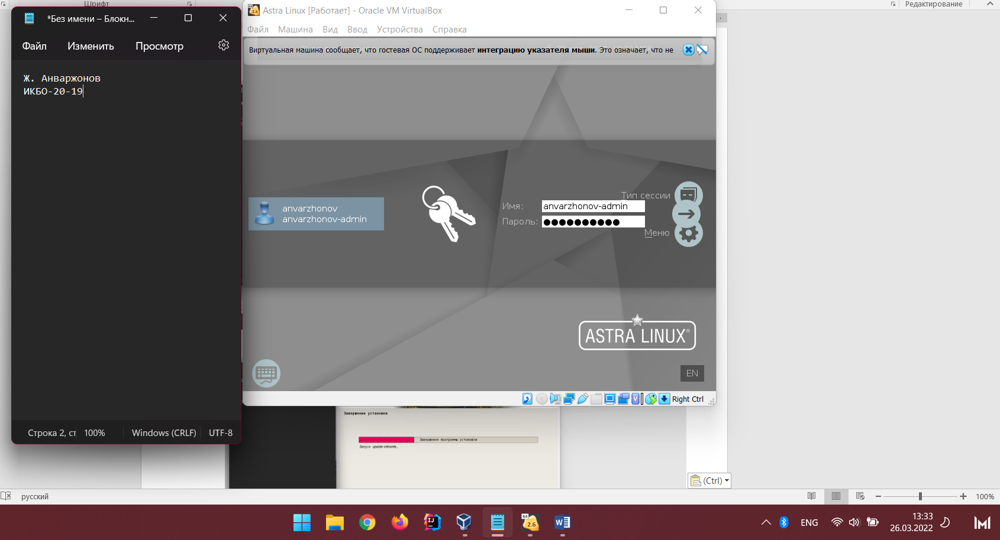 Шрифт
Редактирование
*Без имени – Блокн...
Файл
Изменить
Просмотр
Ж. Анваржонов
ИКБО-20-19
Строка 2, ст
100%
Windows (CRLF)
UTF-8
Astra Linux [Работает] - Oracle VM VirtualBox
Файл Машина Вид Ввод Устройства Справка
Виртуальная машина сообщает, что гостевая ОС поддерживает интеграцию указателя мыши. Это означает, что не
anvarzhonov
anvarzhonov-admin
Тип сессии
Имя: anvarzhonov-admin
Пароль: ●●●●●●●●●●
Меню
ASTRA LINUX®
EN
Right Ctrl
Завершение установки
Завершение программы установки
Запуск update-initramfs...
(Ctrl)
русский
100%
64
2.6
ENG
13:33
26.03.2022